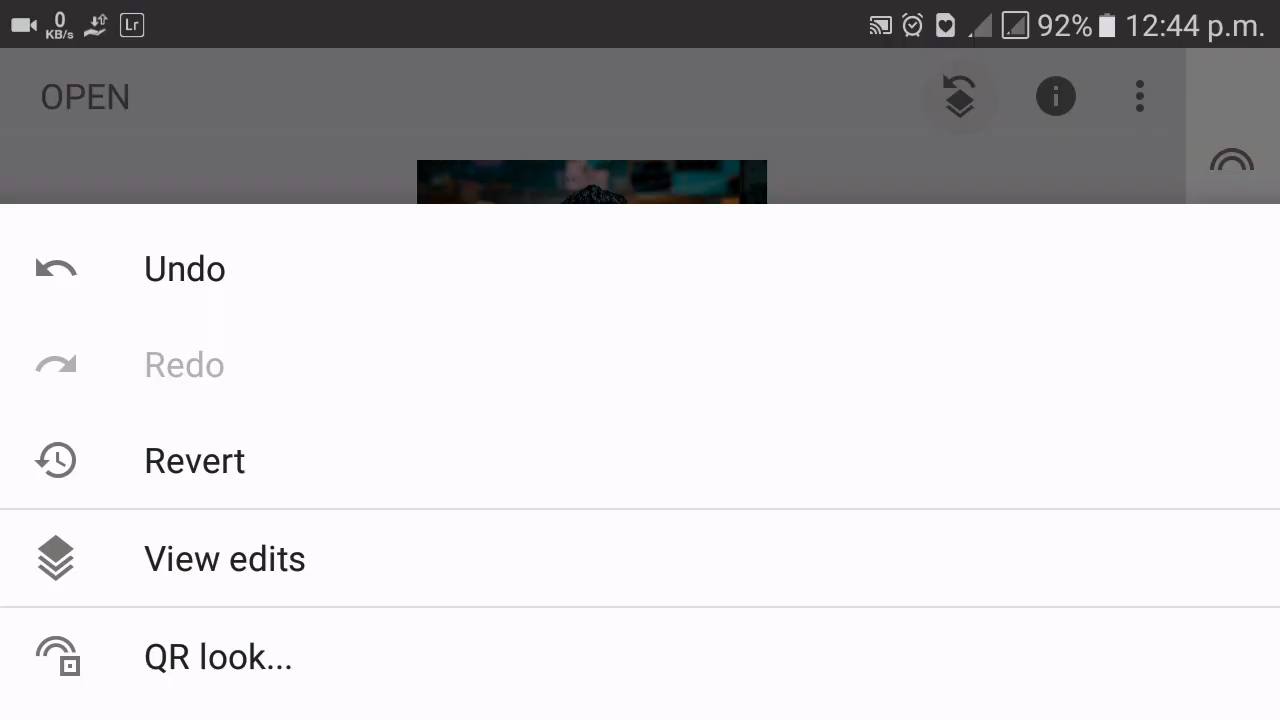 0
KB/s
Lr
92%
12:44 p.m.
OPEN
Undo
Redo
Revert
View edits
QR look...